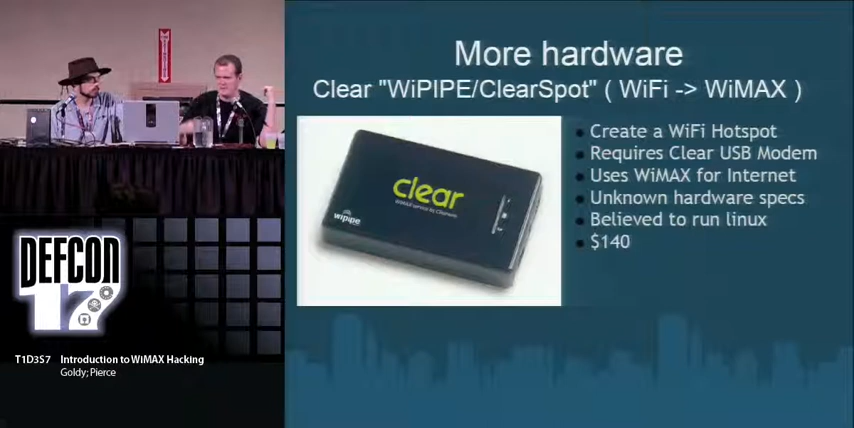 More hardware
Clear "WiPIPE/ClearSpot" ( WiFi -> WiMAX )
Create a WiFi Hotspot
Requires Clear USB Modem
Uses WiMAX for Internet
Unknown hardware specs
Believed to run linux
$140
clear
wipipe
DEFCON
17
T1D3S7 Introduction to WiMAX Hacking
Goldy; Pierce